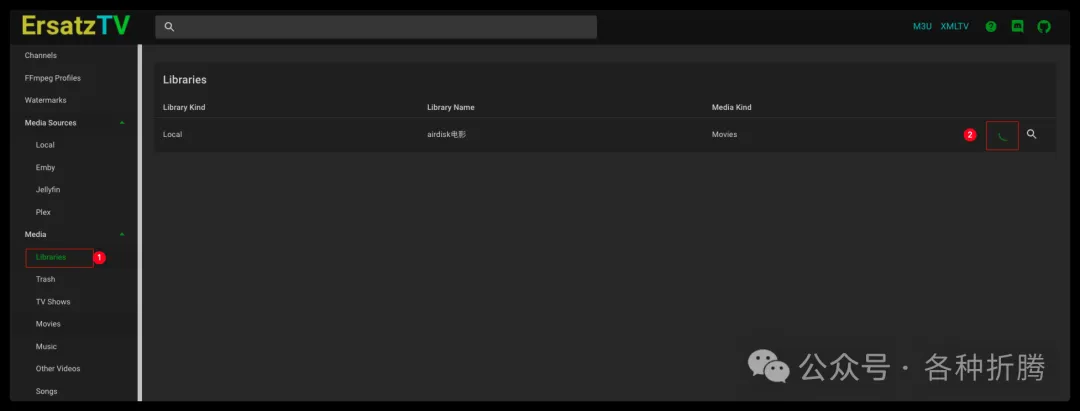 ErsatzTV
M3U XMLTV
Channels
FFmpeg Profiles
Watermarks
Media Sources
Local
Emby
Jellyfin
Plex
Media
Libraries 1
Trash
TV Shows
Movies
Music
Other Videos
Songs
Libraries
Library Kind Library Name Media Kind
Local airdisk电影 Movies 2
公众号 · 各种折腾